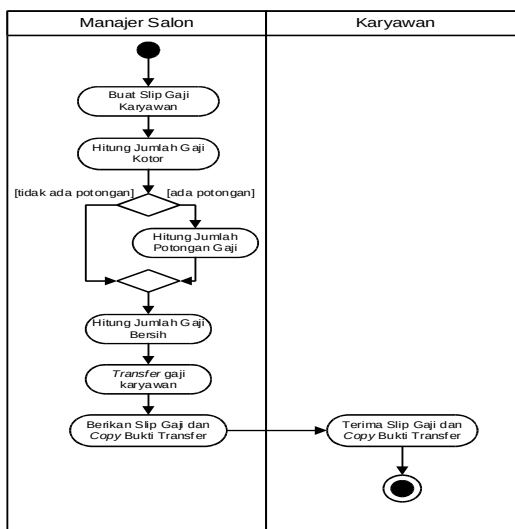 Manajer Salon
Karyawan
Buat Slip Gaji
Karyawan
Hitung Jumlah Gaji
Kotor
[tidak ada potongan]
[ada potongan]
Hitung Jumlah
Potongan Gaji
Hitung Jumlah Gaji
Bersih
Transfer gaji
karyawan
Berikan Slip Gaji dan
Copy Bukti Transfer
Terima Slip Gaji dan
Copy Bukti Transfer